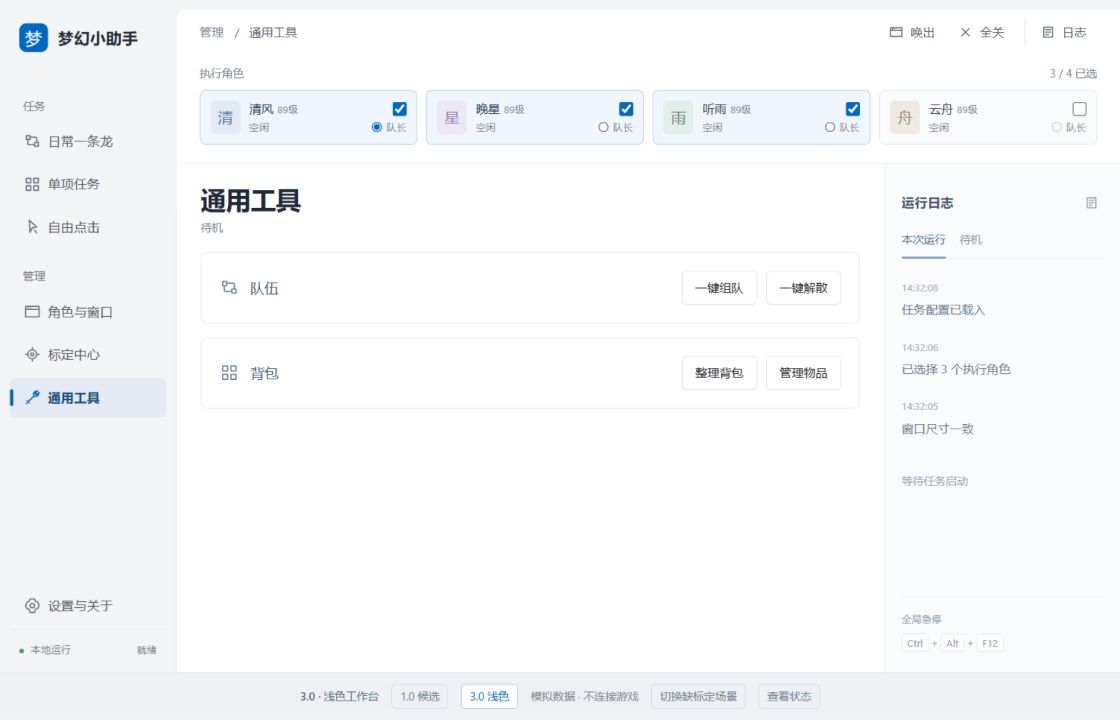 梦 梦幻小助手
任务
日常一条龙
单项任务
自由点击
管理
角色与窗口
标定中心
通用工具
设置与关于
本地运行 就绪
管理 / 通用工具
唤出 全关 日志
执行角色 3 / 4 已选
清 清风 89级 空闲 队长
星 晚星 89级 空闲 队长
雨 听雨 89级 空闲 队长
舟 云舟 89级 空闲 队长
通用工具
待机
队伍 一键组队 一键解散
背包 整理背包 管理物品
运行日志
本次运行 待机
14:32:08
任务配置已载入
14:32:06
已选择 3 个执行角色
14:32:05
窗口尺寸一致
等待任务启动
全局急停
Ctrl + Alt + F12
3.0 · 浅色工作台 1.0 候选 3.0 浅色 模拟数据 · 不连接游戏 切换缺标定场景 查看状态